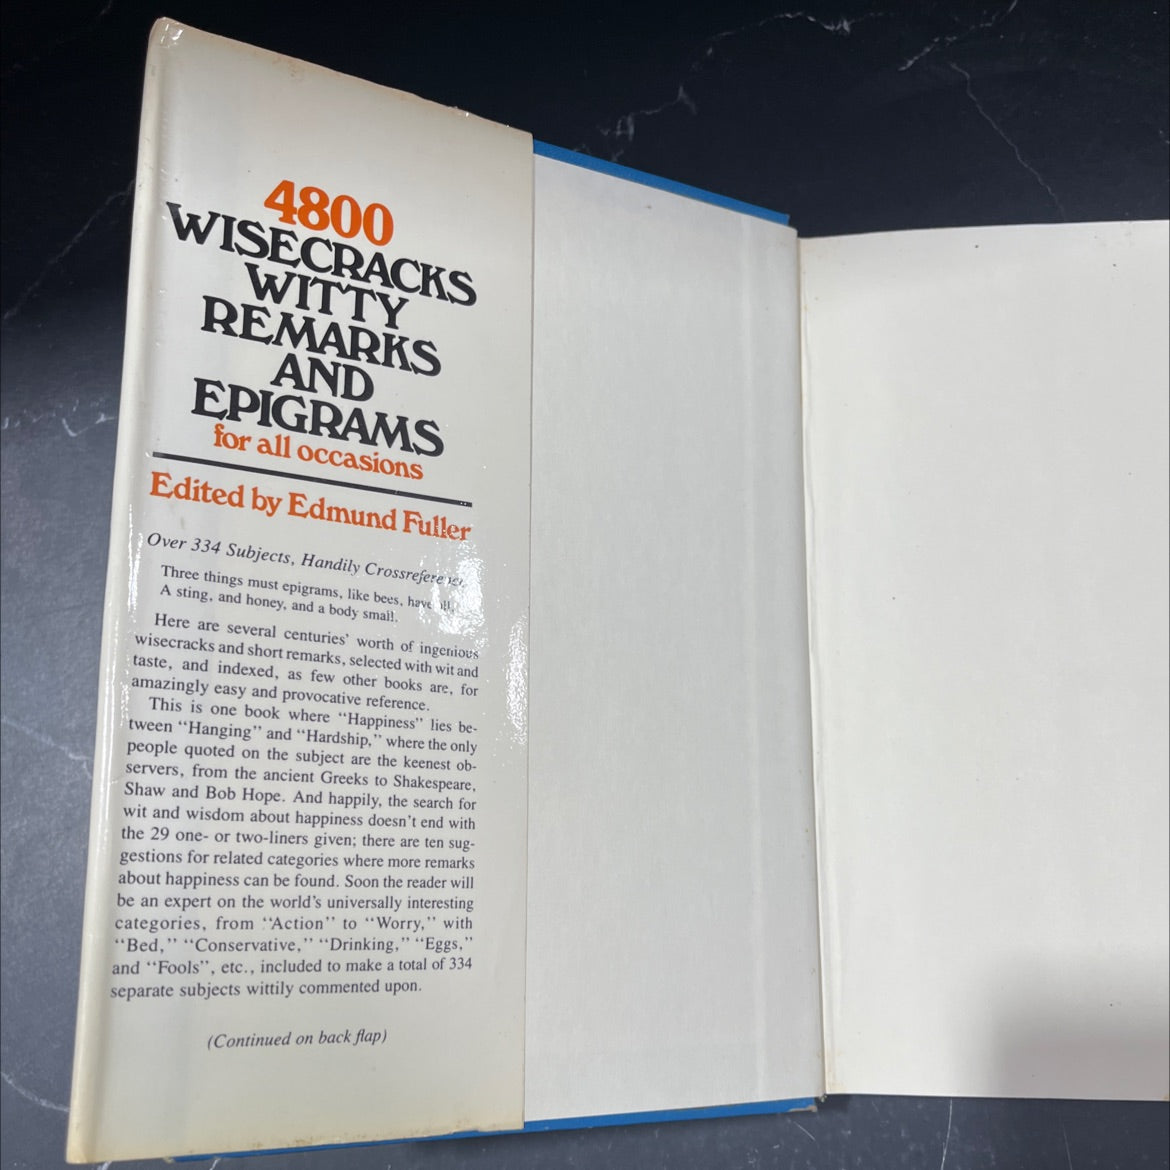 4800
WISECRACKS
WITTY
REMARKS
AND
EPIGRAMS
for all occasions
Edited by Edmund Fuller
Over 334 Subjects, Handily Crossreference
Three things must epigrams, like bees, have all,
A sting, and honey, and a body small.
Here are several centuries' worth of ingenious
wisecracks and short remarks, selected with wit and
taste, and indexed, as few other books are, for
amazingly easy and provocative reference.
This is one book where "Happiness" lies be-
tween "Hanging" and "Hardship," where the only
people quoted on the subject are the keenest ob-
servers, from the ancient Greeks to Shakespeare,
Shaw and Bob Hope. And happily, the search for
wit and wisdom about happiness doesn't end with
the 29 one- or two-liners given; there are ten sug-
gestions for related categories where more remarks
about happiness can be found. Soon the reader will
be an expert on the world's universally interesting
categories, from "Action" to "Worry," with
"Bed," "Conservative," "Drinking," "Eggs,"
and "Fools", etc., included to make a total of 334
separate subjects wittily commented upon.
(Continued on back flap)